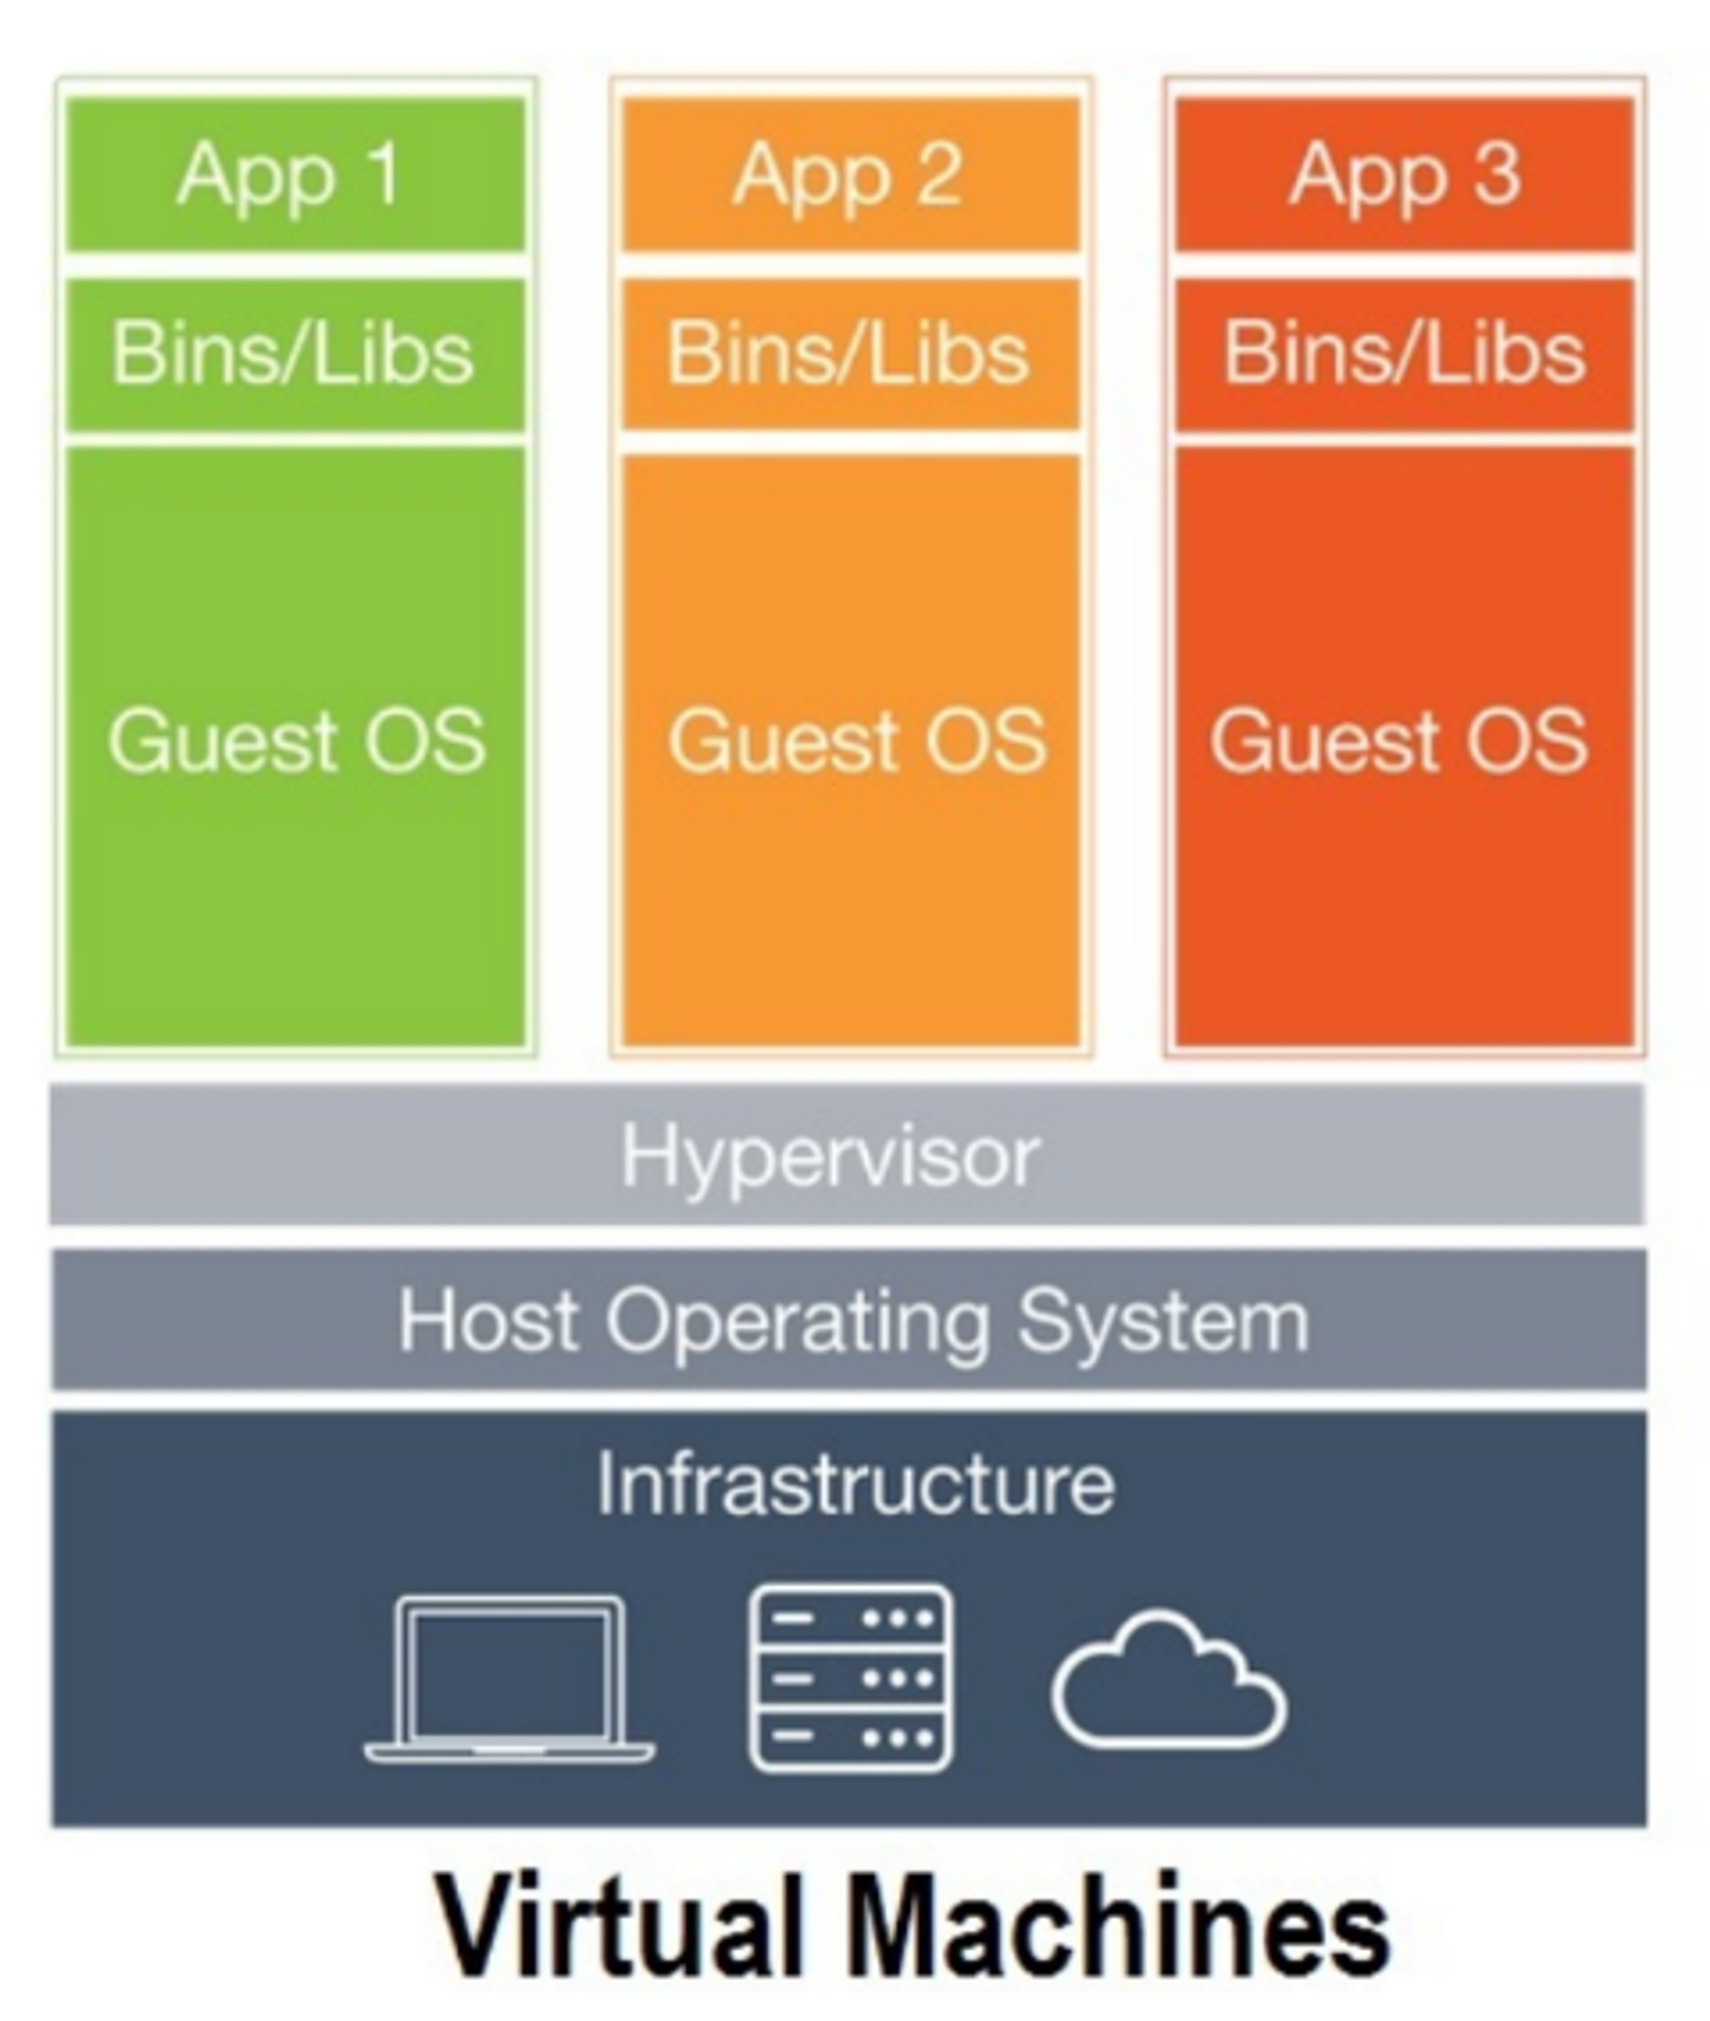 App 1
App 2
App 3
Bins/Libs
Bins/Libs
Bins/Libs
Guest OS
Guest OS
Guest OS
Hypervisor
Host Operating System
Infrastructure
Virtual Machines